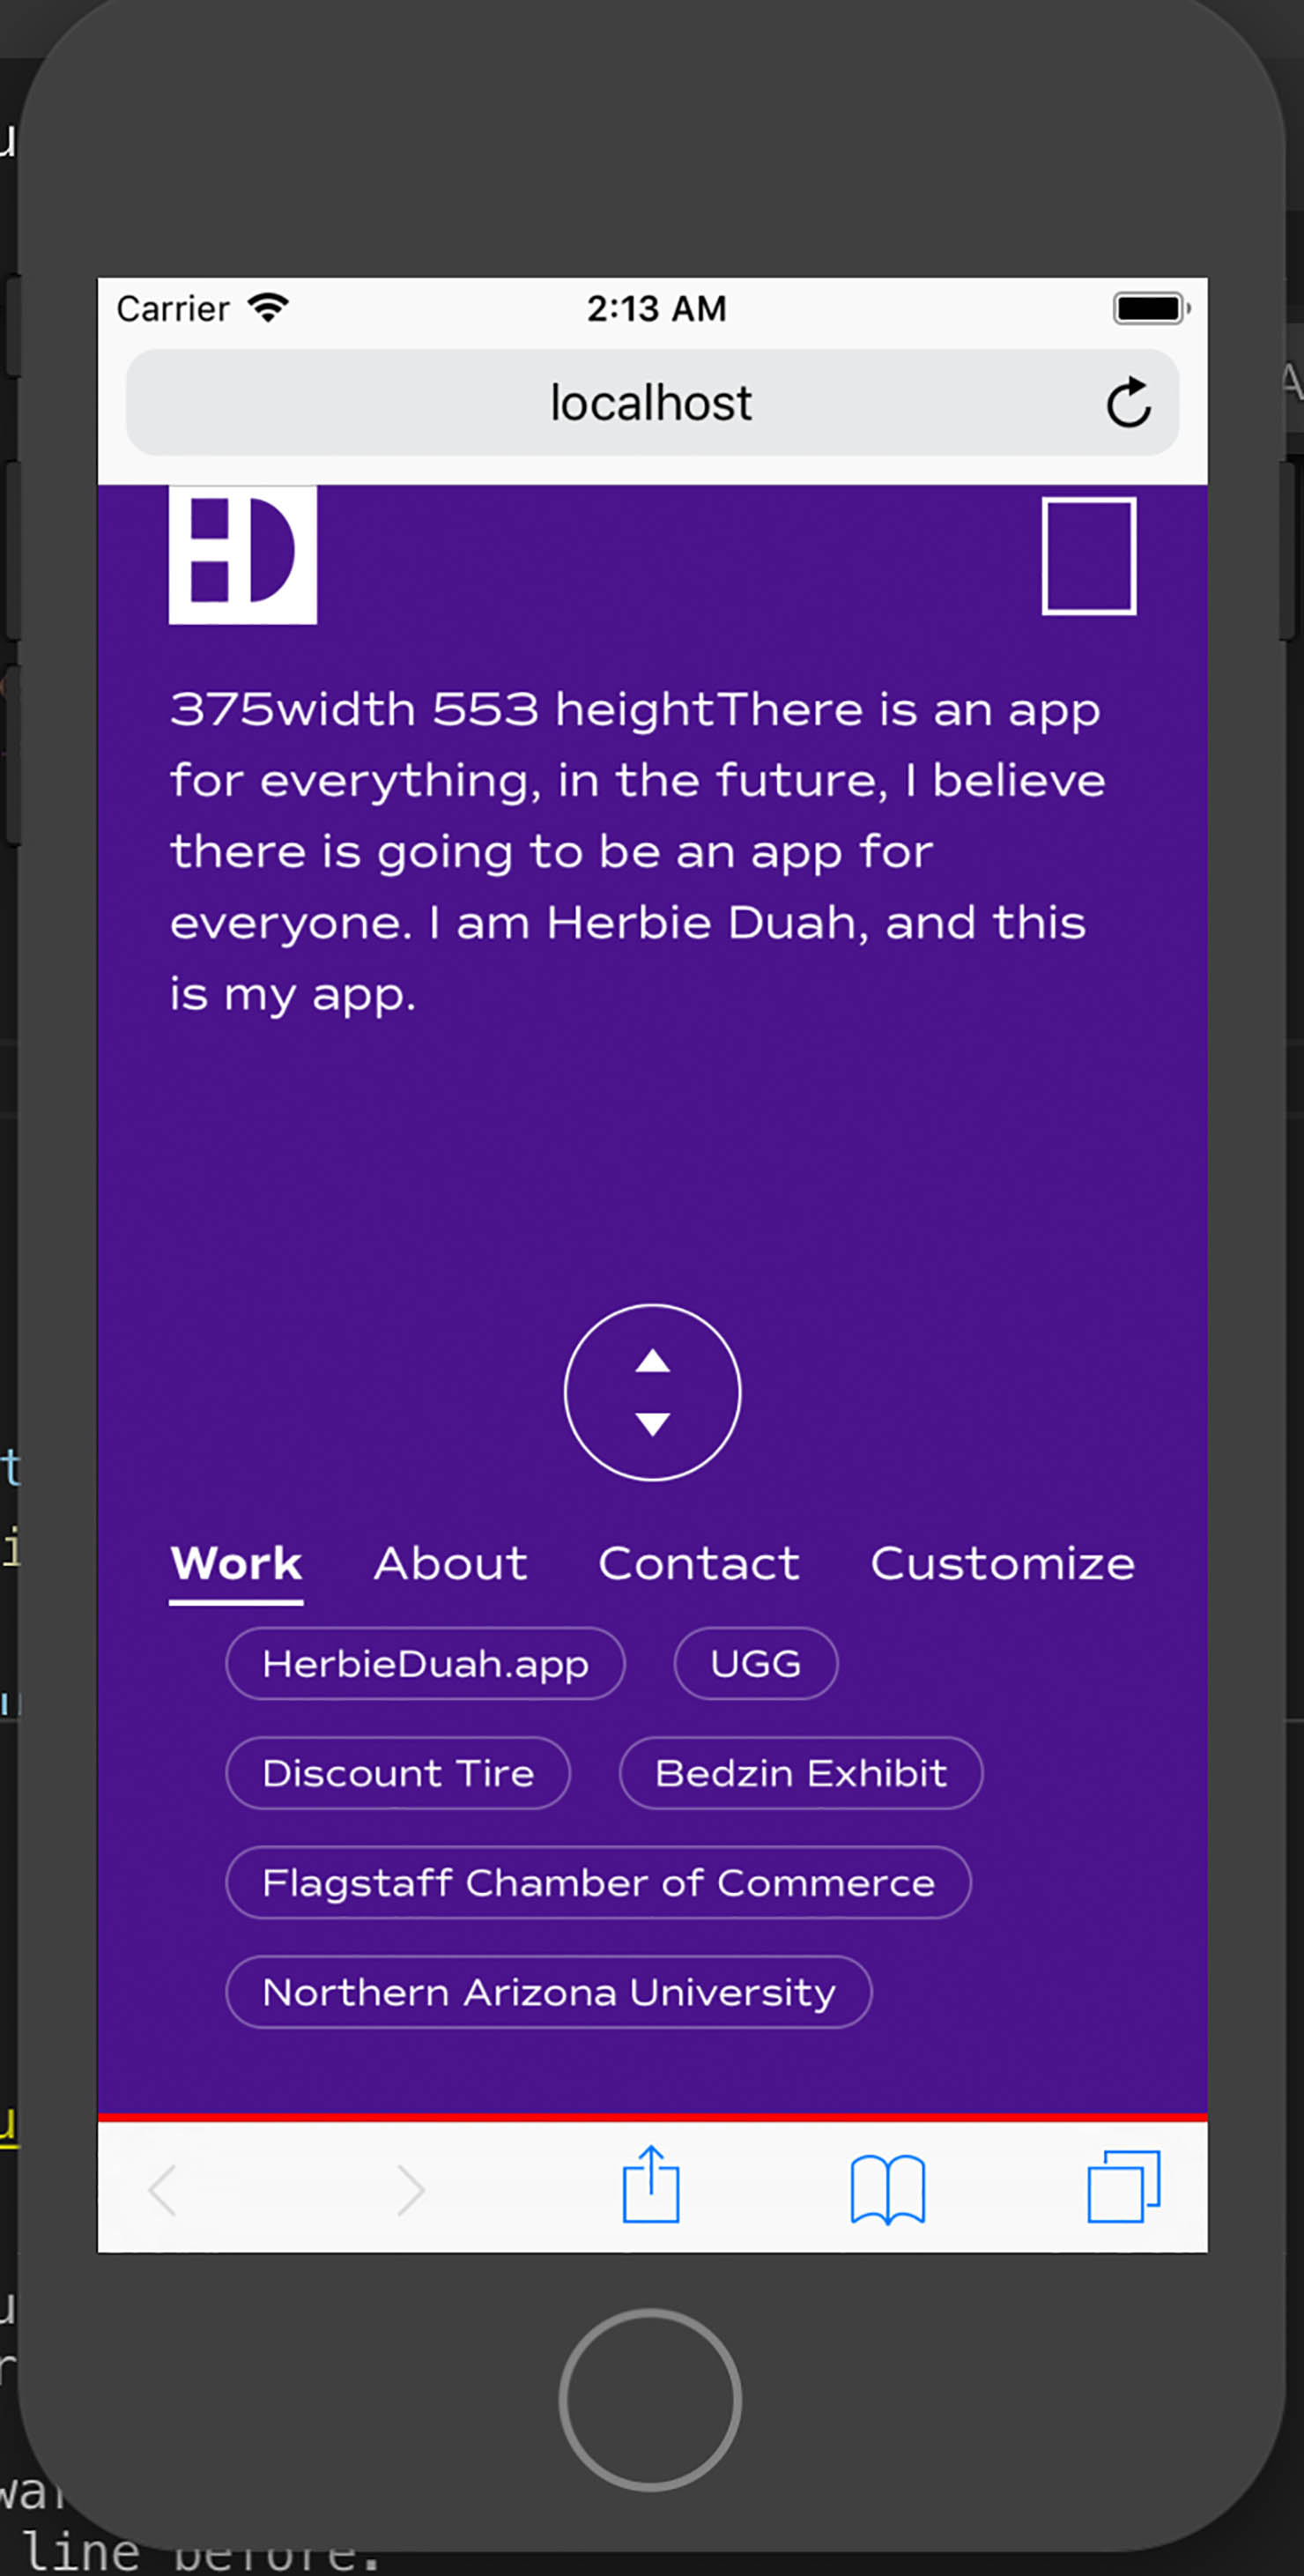 Carrier 2:13 AM
localhost
HD
375width 553 heightThere is an app
for everything, in the future, I believe
there is going to be an app for
everyone. I am Herbie Duah, and this
is my app.
Work About Contact Customize
HerbieDuah.app UGG
Discount Tire Bedzin Exhibit
Flagstaff Chamber of Commerce
Northern Arizona University
line before.